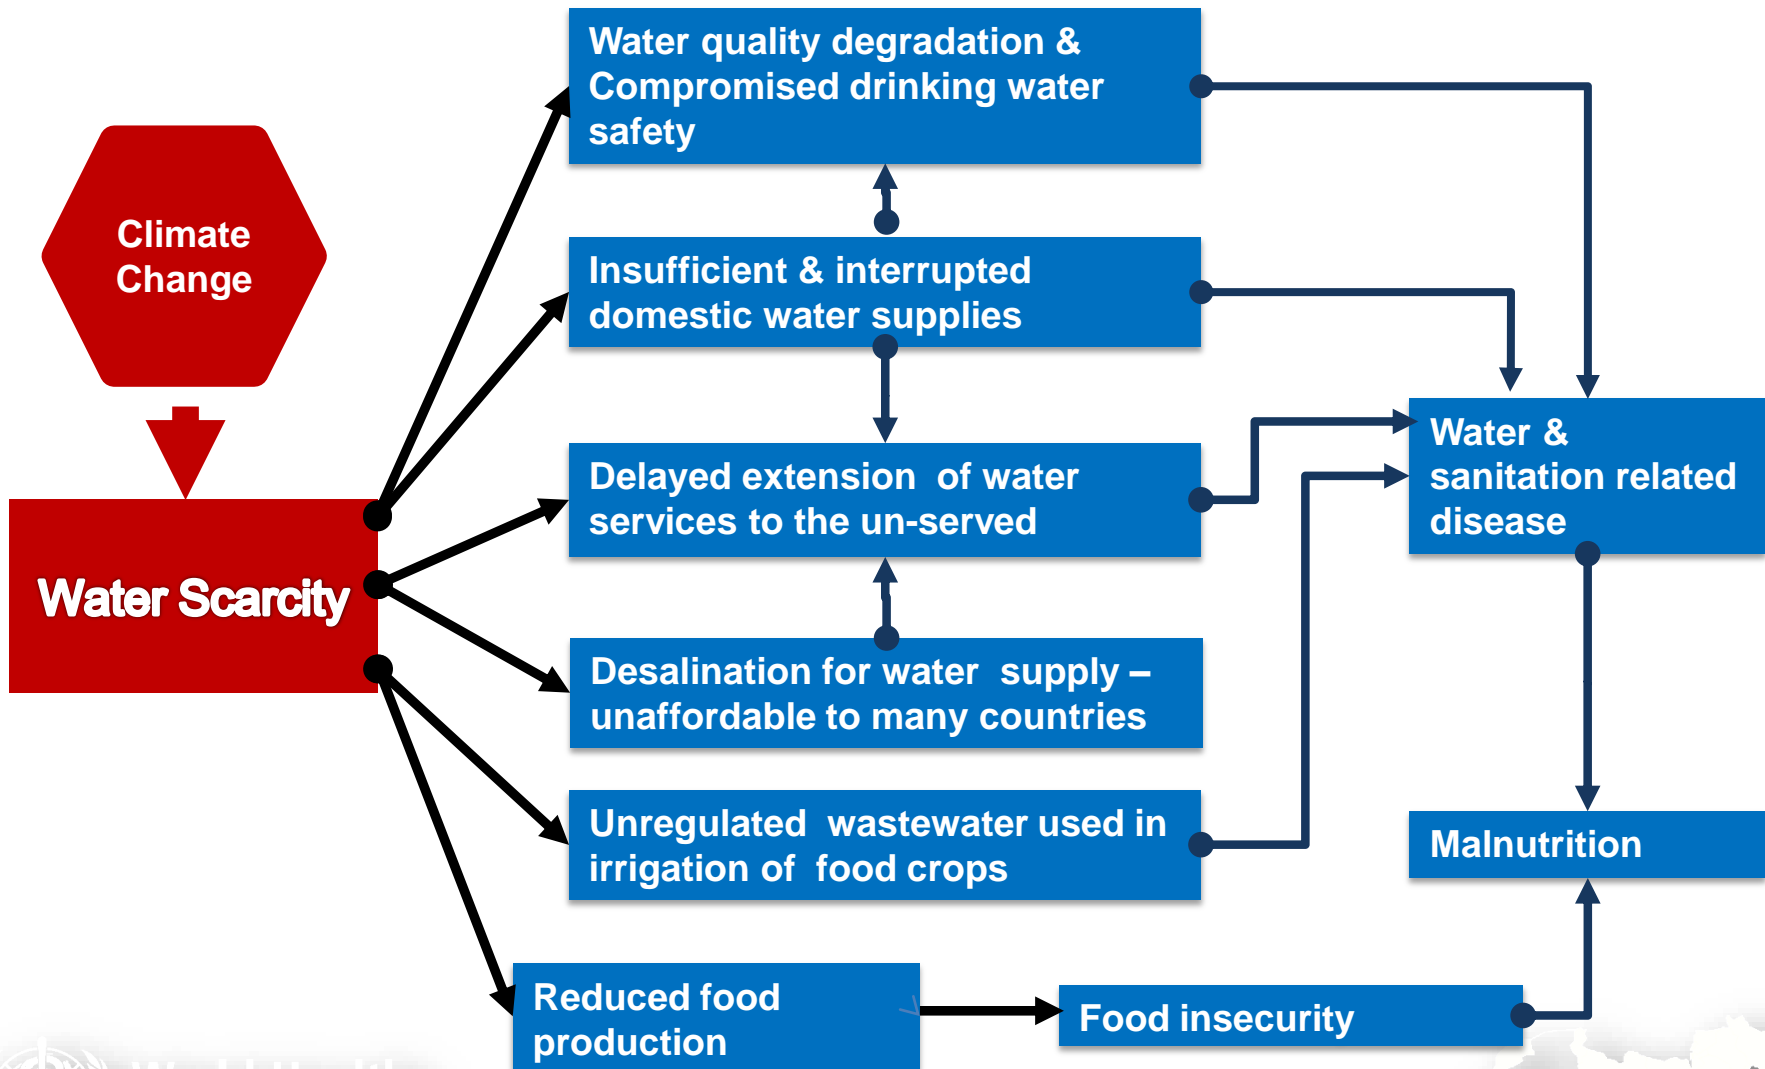 Climate
Change
Water Scarcity
Water quality degradation &
Compromised drinking water
safety
Insufficient & interrupted
domestic water supplies
Delayed extension of water
services to the un-served
Desalination for water supply –
unaffordable to many countries
Unregulated wastewater used in
irrigation of food crops
Reduced food
production
Food insecurity
Water &
sanitation related
disease
Malnutrition